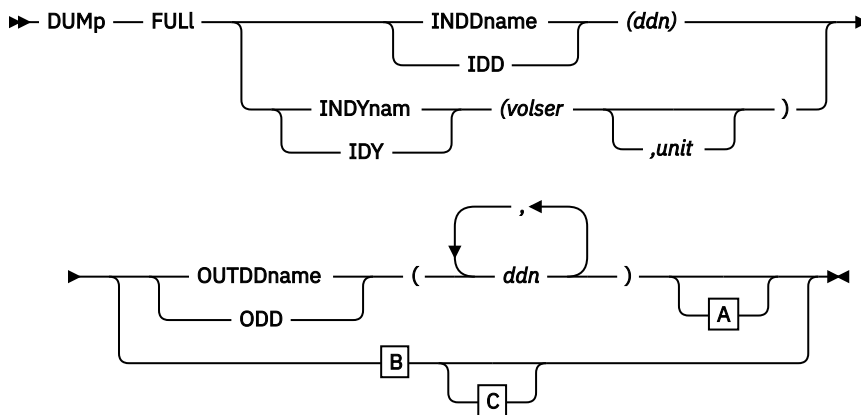 DUMp FULl INDDname (ddn)
IDD
INDYnam (volser )
IDY ,unit
,
OUTDDname ( ddn )
ODD A
B
C